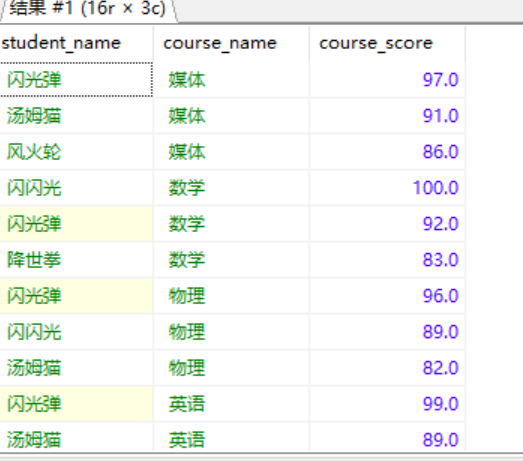 结果 #1 (16r × 3c)
student_name course_name course_score
闪光弹 媒体 97.0
汤姆猫 媒体 91.0
风火轮 媒体 86.0
闪闪光 数学 100.0
闪光弹 数学 92.0
降世拳 数学 83.0
闪光弹 物理 96.0
闪闪光 物理 89.0
汤姆猫 物理 82.0
闪光弹 英语 99.0
汤姆猫 英语 89.0